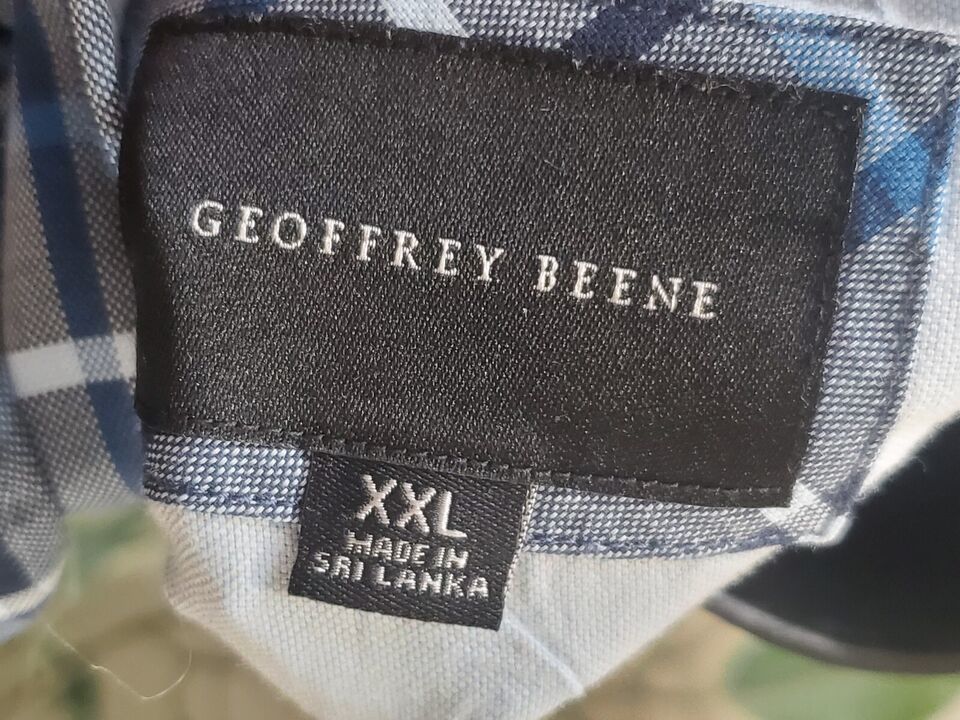 GEOFFREY BEENE
XXL
MADE IN
SRI LANKA